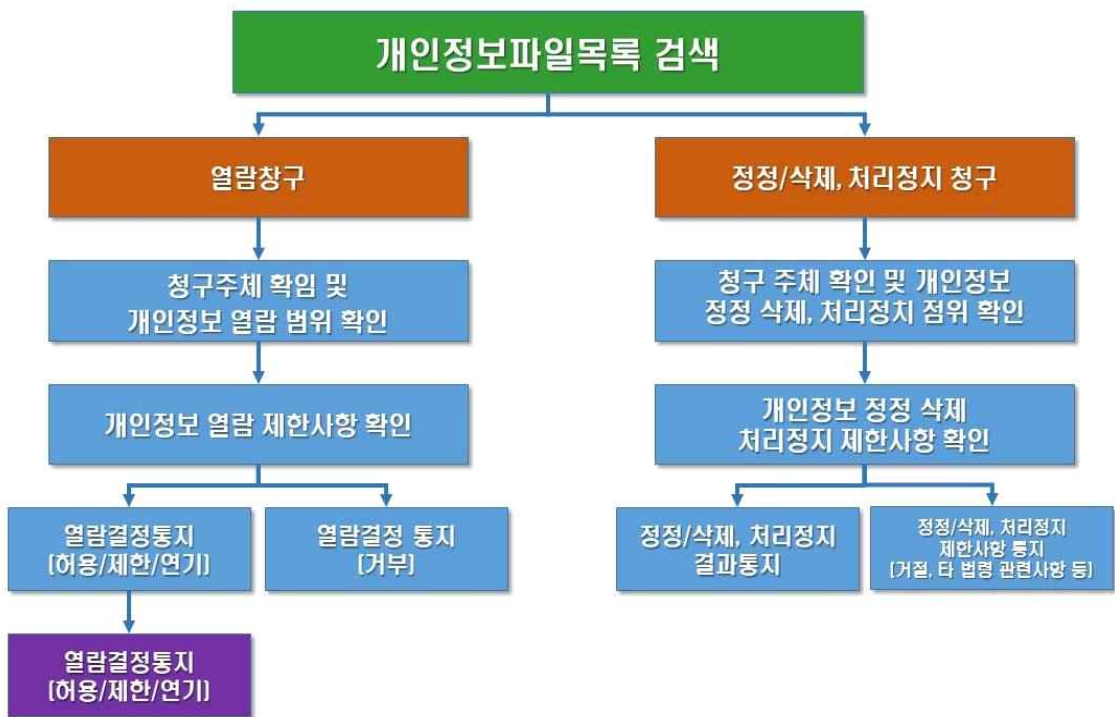 개인정보파일목록 검색
열람창구
정정/삭제, 처리정지 청구
청구주체 확임 및
개인정보 열람 범위 확인
청구 주체 확인 및 개인정보
정정 삭제, 처리정치 점위 확인
개인정보 열람 제한사항 확인
개인정보 정정 삭제
처리정지 제한사항 확인
열람결정통지
(허용/제한/연기)
열람결정 통지
(거부)
정정/삭제, 처리정지
결과통지
정정/삭제, 처리정지
제한사항 통지
(거절, 타 법령 관련사항 등)
열람결정통지
(허용/제한/연기)